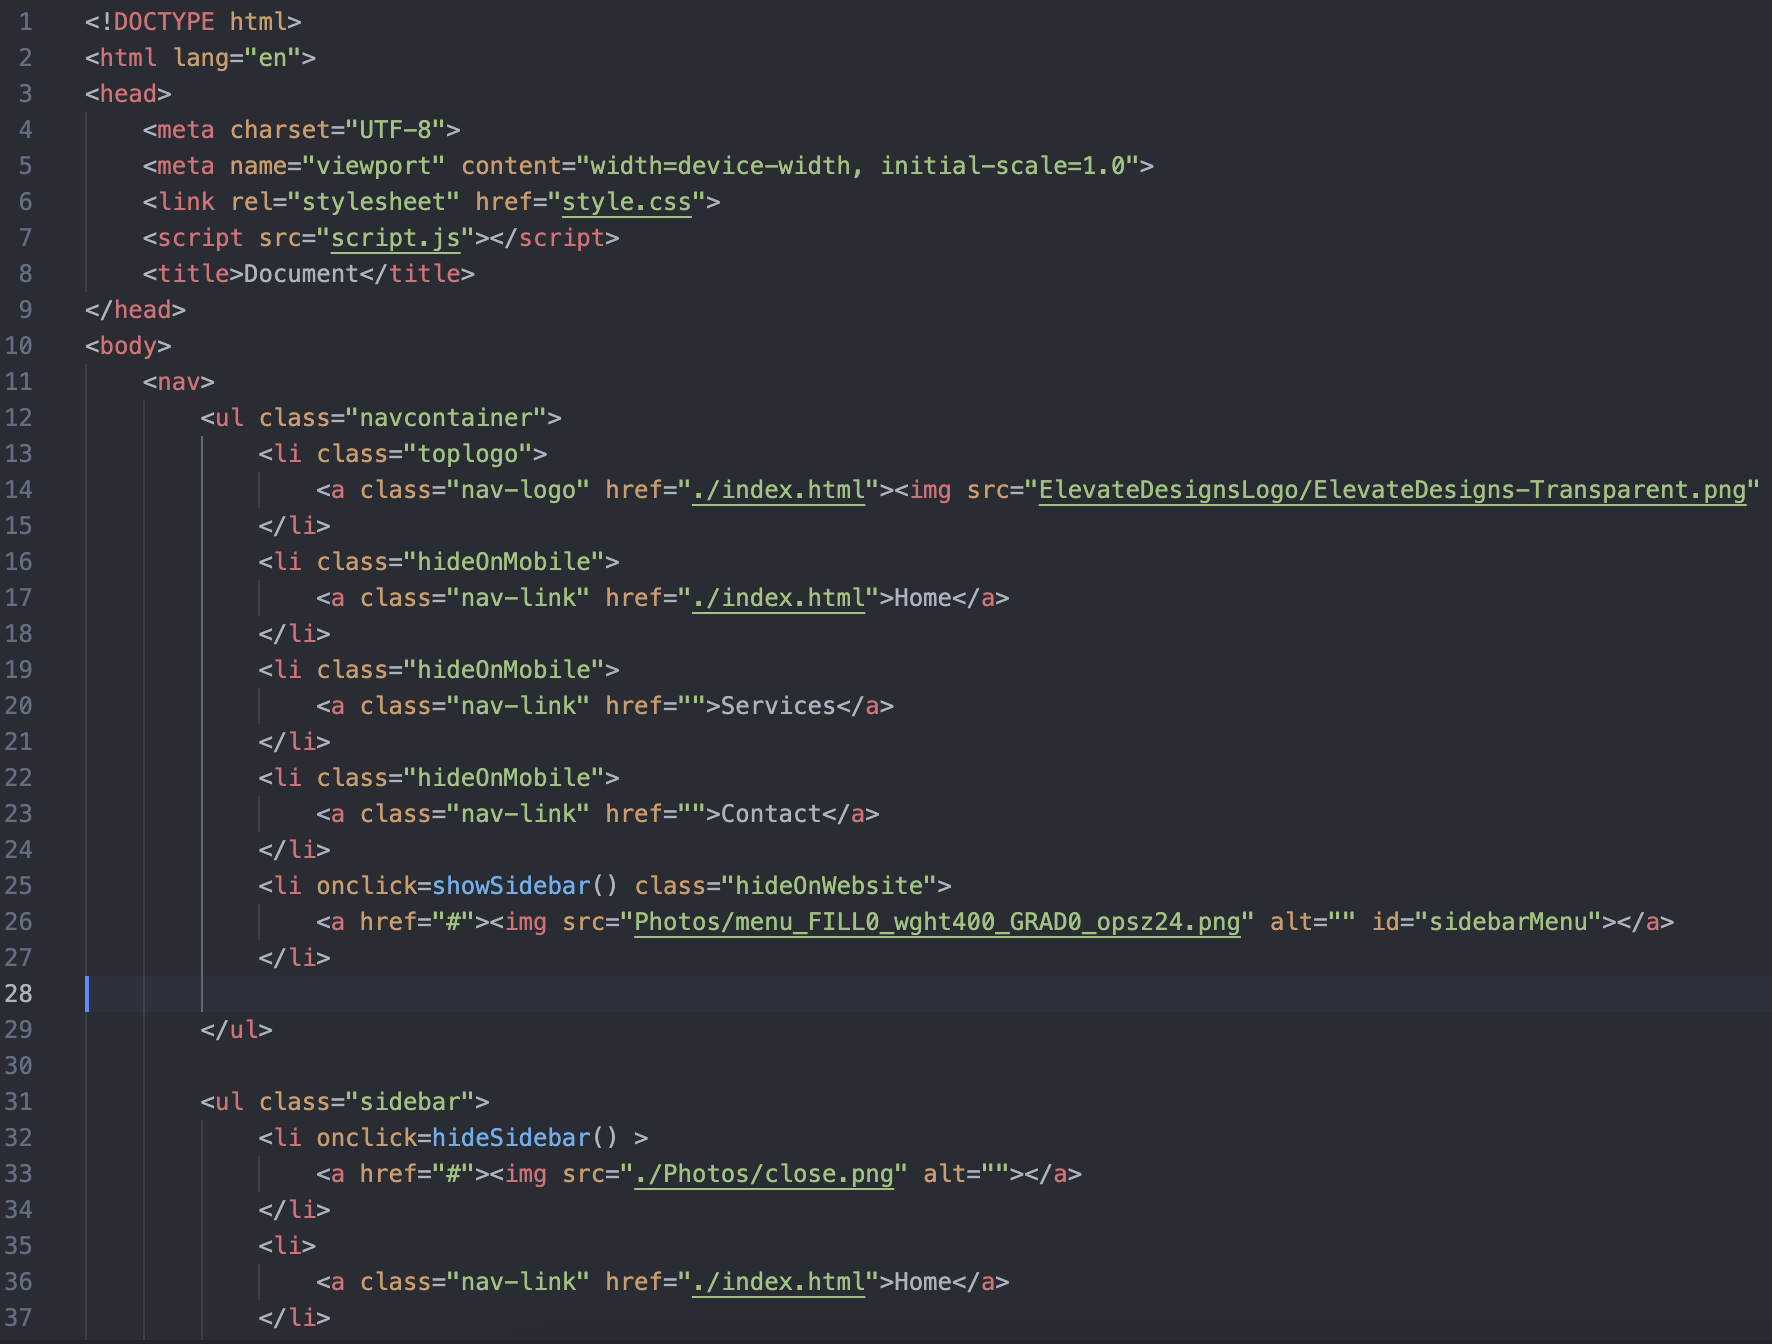 1 <!DOCTYPE html>
2 <html lang="en">
3 <head>
4     <meta charset="UTF-8">
5     <meta name="viewport" content="width=device-width, initial-scale=1.0">
6     <link rel="stylesheet" href="style.css">
7     <script src="script.js"></script>
8     <title>Document</title>
9 </head>
10 <body>
11     <nav>
12         <ul class="navcontainer">
13             <li class="toplogo">
14                 <a class="nav-logo" href="./index.html"><img src="ElevateDesignsLogo/ElevateDesigns-Transparent.png"
15             </li>
16             <li class="hideOnMobile">
17                 <a class="nav-link" href="./index.html">Home</a>
18             </li>
19             <li class="hideOnMobile">
20                 <a class="nav-link" href="">Services</a>
21             </li>
22             <li class="hideOnMobile">
23                 <a class="nav-link" href="">Contact</a>
24             </li>
25             <li onclick=showSidebar() class="hideOnWebsite">
26                 <a href="#"><img src="Photos/menu_FILL0_wght400_GRAD0_opsz24.png" alt="" id="sidebarMenu"></a>
27             </li>
28
29         </ul>
30
31         <ul class="sidebar">
32             <li onclick=hideSidebar() >
33                 <a href="#"><img src="./Photos/close.png" alt=""></a>
34             </li>
35             <li>
36                 <a class="nav-link" href="./index.html">Home</a>
37             </li>